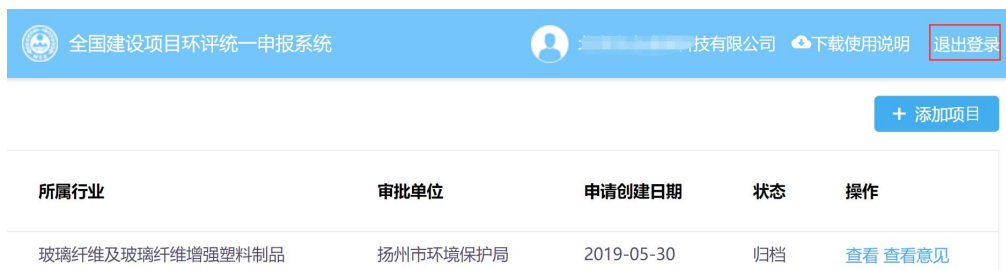 全国建设项目环评统一申报系统 技有限公司 下载使用说明 退出登录
+ 添加项目
所属行业 审批单位 申请创建日期 状态 操作
玻璃纤维及玻璃纤维增强塑料制品 扬州市环境保护局 2019-05-30 归档 查看 查看意见